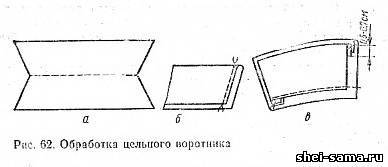 а б в
Рис. 62. Обработка цельного воротника
shei-sama.ru